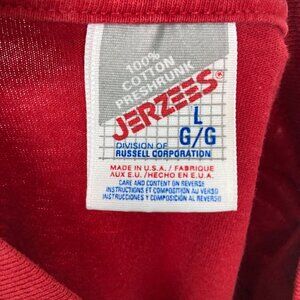 100%
COTTON
PRESHRUNK
JERZEES®
L
G/G
DIVISION OF
RUSSELL CORPORATION
MADE IN U.S.A./FABRIQUE
AUX E.U./HECHO EN E.U.A.
CARE AND CONTENT ON REVERSE
INSTRUCTIONS ET COMPOSITION AU VERSO
INSTRUCCIONES Y COMPOSICIÓN AL REVERSO